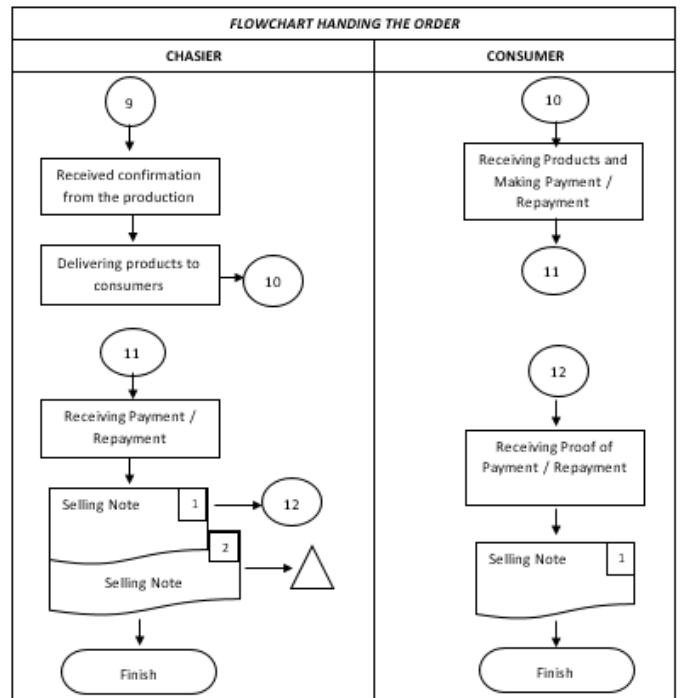 FLOWCHART HANDING THE ORDER
CHASIER
CONSUMER
9
Received confirmation
from the production
Delivering products to
consumers
10
11
Receiving Payment /
Repayment
Selling Note
1
12
2
Selling Note
Finish
10
Receiving Products and
Making Payment /
Repayment
11
12
Receiving Proof of
Payment / Repayment
Selling Note
1
Finish